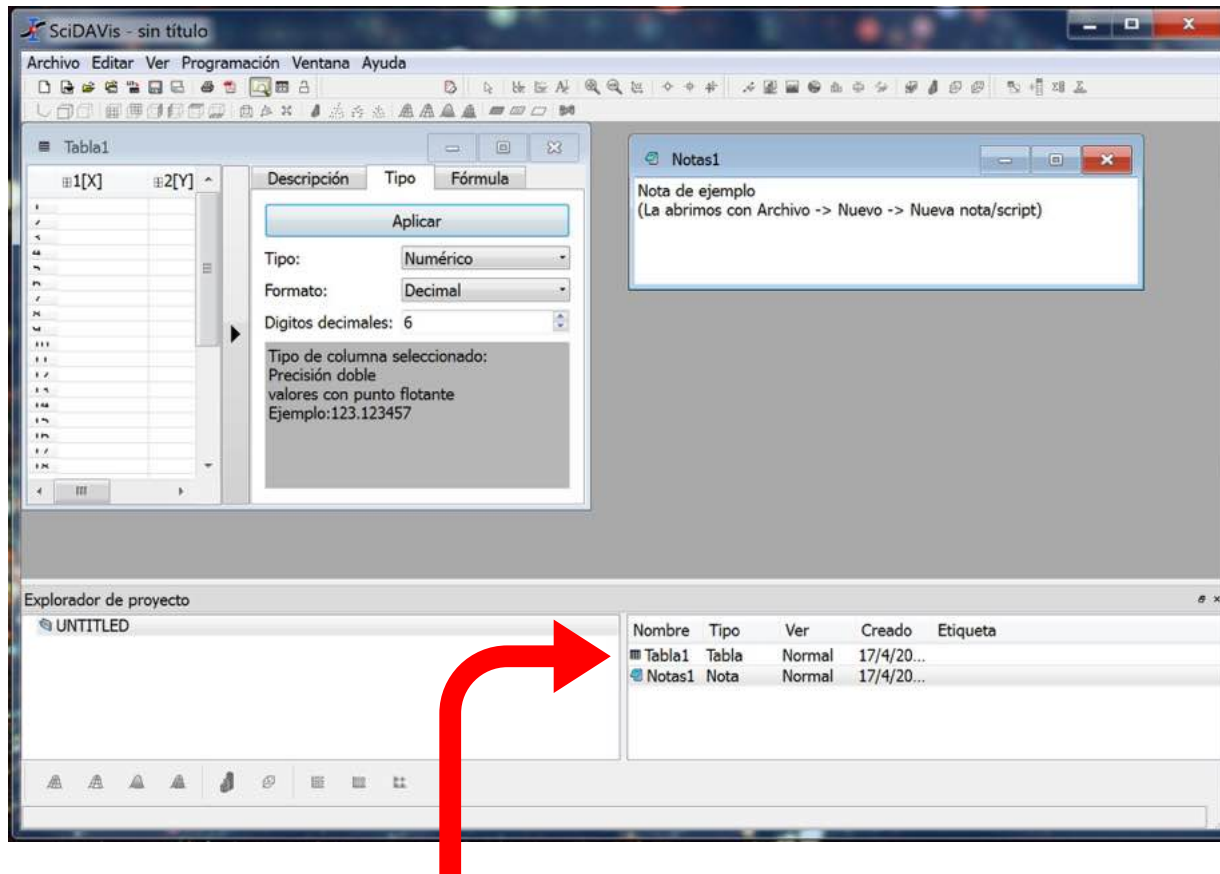 SciDAVis - sin título
Archivo Editar Ver Programación Ventana Ayuda
Tabla1
1[X] 2[Y]
Descripción Tipo Fórmula
Aplicar
Tipo: Numérico
Formato: Decimal
Digitos decimales: 6
Tipo de columna seleccionado:
Precisión doble
valores con punto flotante
Ejemplo:123.123457
Notas1
Nota de ejemplo
(La abrimos con Archivo -> Nuevo -> Nueva nota/script)
Explorador de proyecto
UNTITLED
Nombre Tipo Ver Creado Etiqueta
Tabla1 Tabla Normal 17/4/20...
Notas1 Nota Normal 17/4/20...